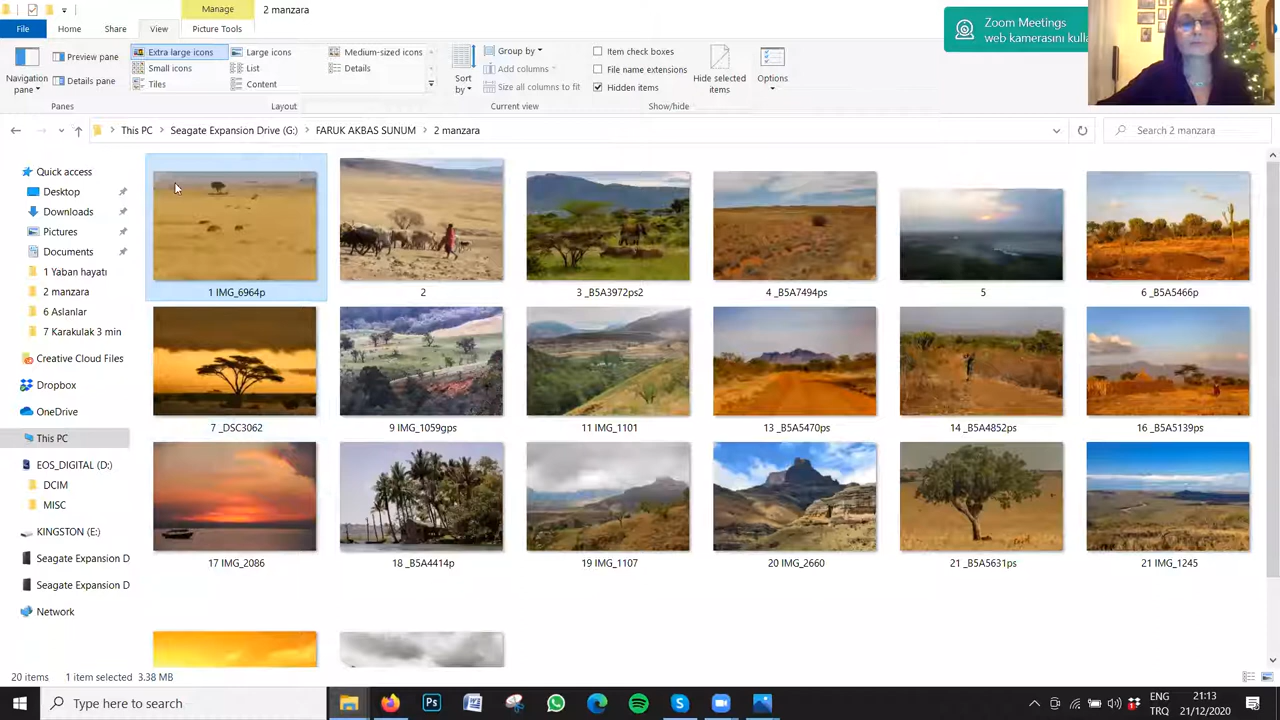 Manage
2 manzara
File
Home
Share
View
Picture Tools
Zoom Meetings
web kamerasını kulla
Navigation pane
Preview pane
Details pane
Extra large icons
Large icons
Medium-sized icons
Small icons
List
Details
Tiles
Content
Sort by
Group by
Add columns
Size all columns to fit
Item check boxes
File name extensions
Hidden items
Hide selected items
Options
Panes
Layout
Current view
Show/hide
This PC > Seagate Expansion Drive (G:) > FARUK AKBAS SUNUM > 2 manzara
Search 2 manzara
Quick access
Desktop
Downloads
Pictures
Documents
1 Yaban hayatı
2 manzara
6 Aslanlar
7 Karakulak 3 min
Creative Cloud Files
Dropbox
OneDrive
This PC
EOS_DIGITAL (D:)
DCIM
MISC
KINGSTON (E:)
Seagate Expansion D
Seagate Expansion D
Network
1 IMG_6964p
2
3 _B5A3972ps2
4 _B5A7494ps
5
6 _B5A5466p
7 _DSC3062
9 IMG_1059gps
11 IMG_1101
13 _B5A5470ps
14 _B5A4852ps
16 _B5A5139ps
17 IMG_2086
18 _B5A4414p
19 IMG_1107
20 IMG_2660
21 _B5A5631ps
21 IMG_1245
20 items
1 item selected 3.38 MB
Type here to search
Ps
ENG
TRQ
21:13
21/12/2020